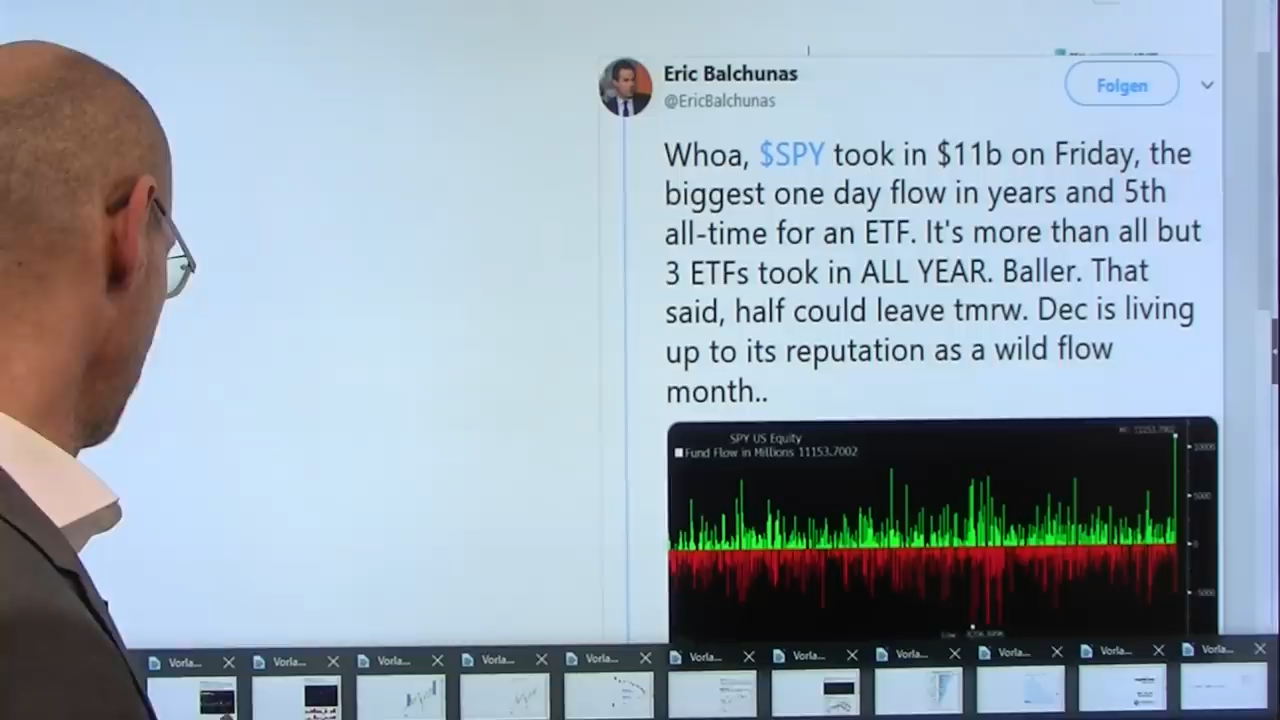 Eric Balchunas
@EricBalchunas
Folgen
Whoa, $SPY took in $11b on Friday, the
biggest one day flow in years and 5th
all-time for an ETF. It's more than all but
3 ETFs took in ALL YEAR. Baller. That
said, half could leave tmrw. Dec is living
up to its reputation as a wild flow
month..
SPY US Equity
Fund Flow in Millions 11153.7002
10000
5000
0
-5000
Vorla...
Vorla...
Vorla...
Vorla...
Vorla...
Vorla...
Vorla...
Vorla...
Vorla...
Vorla...
Vorla...